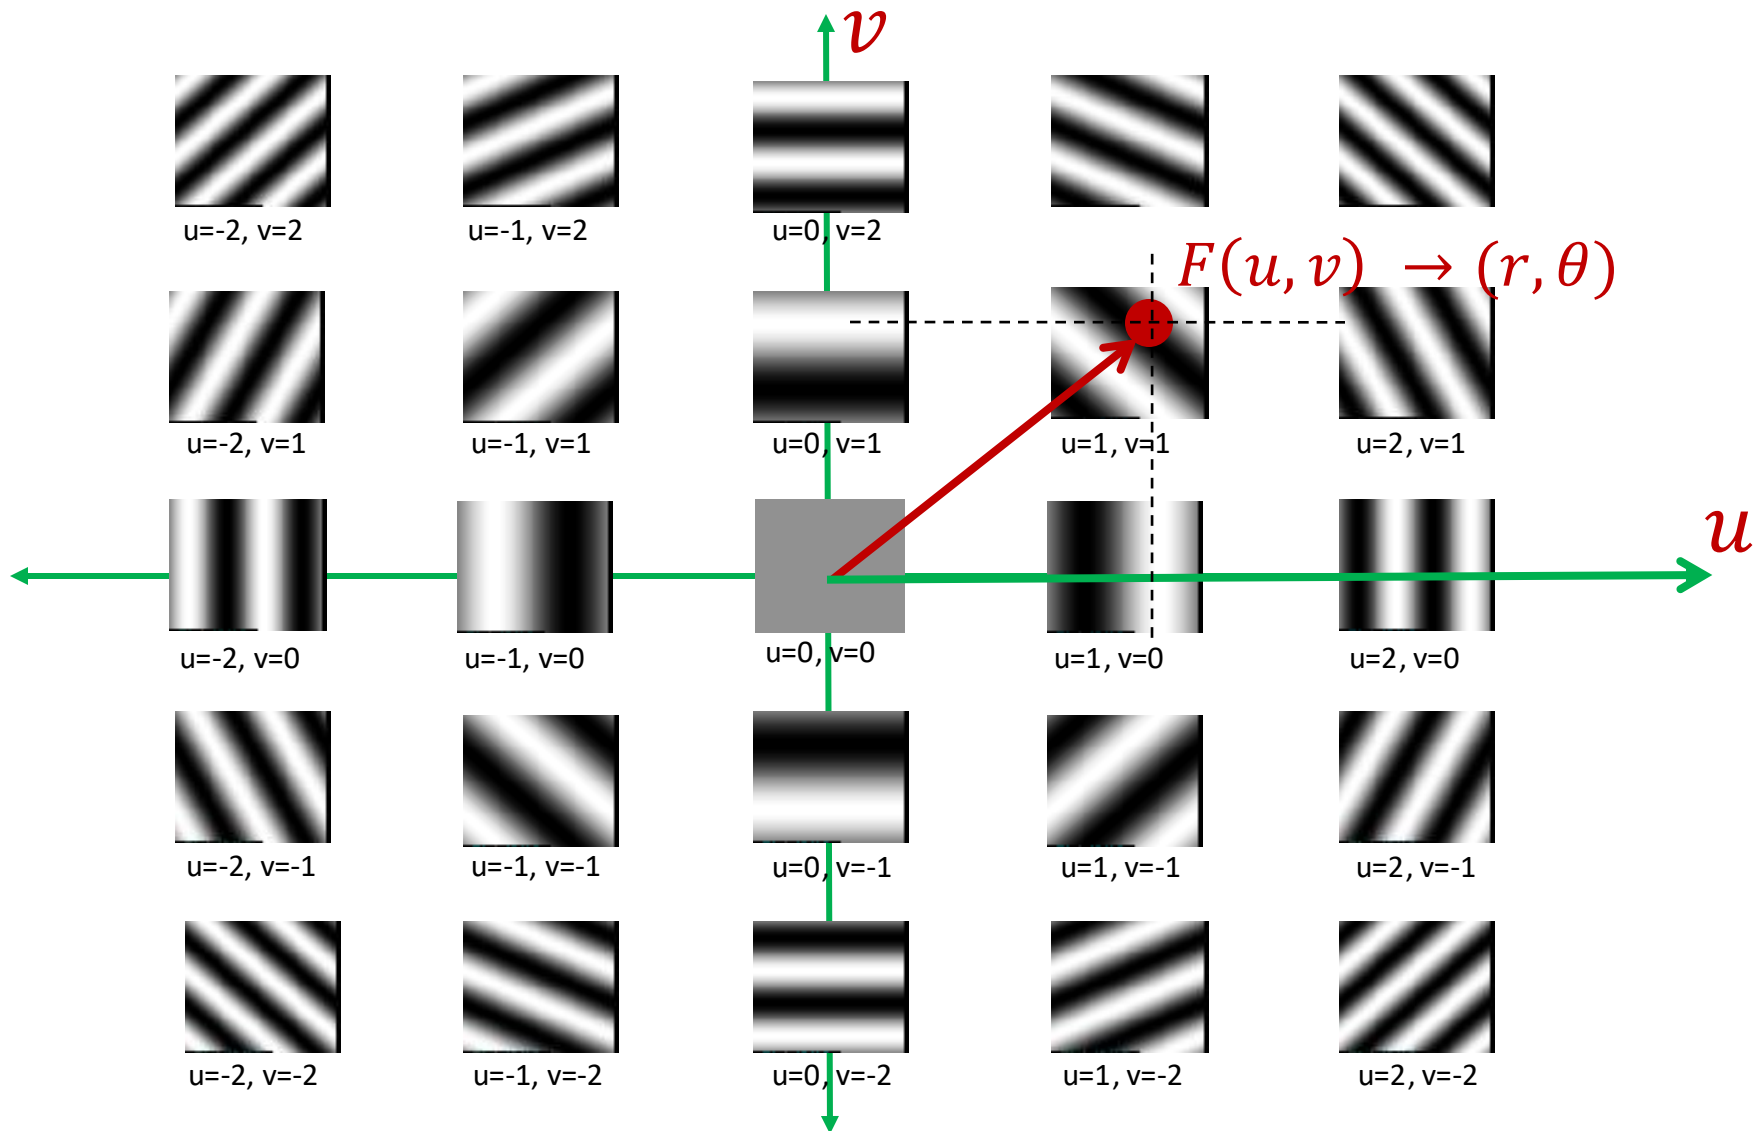 v
u=-2, v=2
u=-1, v=2
u=0, v=2
F(u, v) → (r, θ)
u=-2, v=1
u=-1, v=1
u=0, v=1
u=1, v=1
u=2, v=1
u
u=-2, v=0
u=-1, v=0
u=0, v=0
u=1, v=0
u=2, v=0
u=-2, v=-1
u=-1, v=-1
u=0, v=-1
u=1, v=-1
u=2, v=-1
u=-2, v=-2
u=-1, v=-2
u=0, v=-2
u=1, v=-2
u=2, v=-2